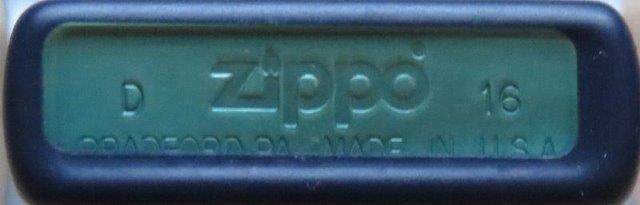 D zippo 16
BRADFORD, PA. MADE IN U.S.A.